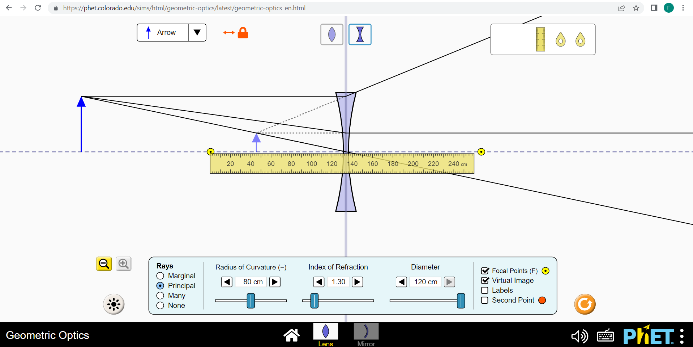 https://phet.colorado.edu/sims/html/geometric-optics/latest/geometric-optics_en.html
Arrow
20 40 60 80 100 120 140 160 180 200 220 240 cm
Rays
Marginal
Principal
Many
None
Radius of Curvature (−)
80 cm
Index of Refraction
1.30
Diameter
120 cm
Focal Points (F)
Virtual Image
Labels
Second Point
Geometric Optics
Lens
Mirror
PhET